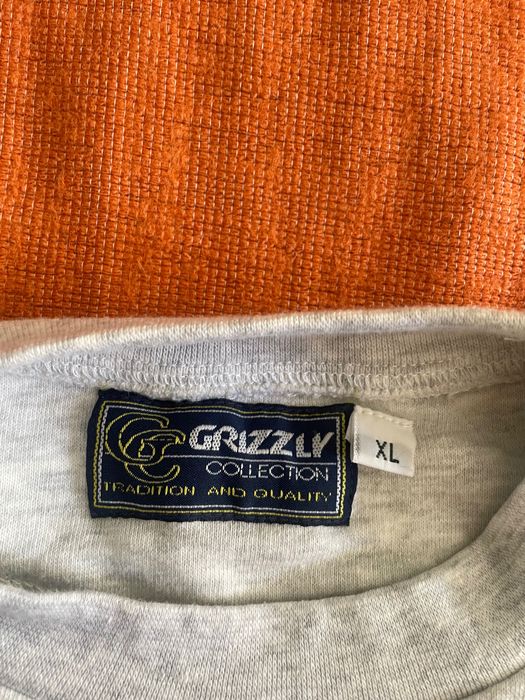 GRIZZLY
COLLECTION
TRADITION AND QUALITY
XL